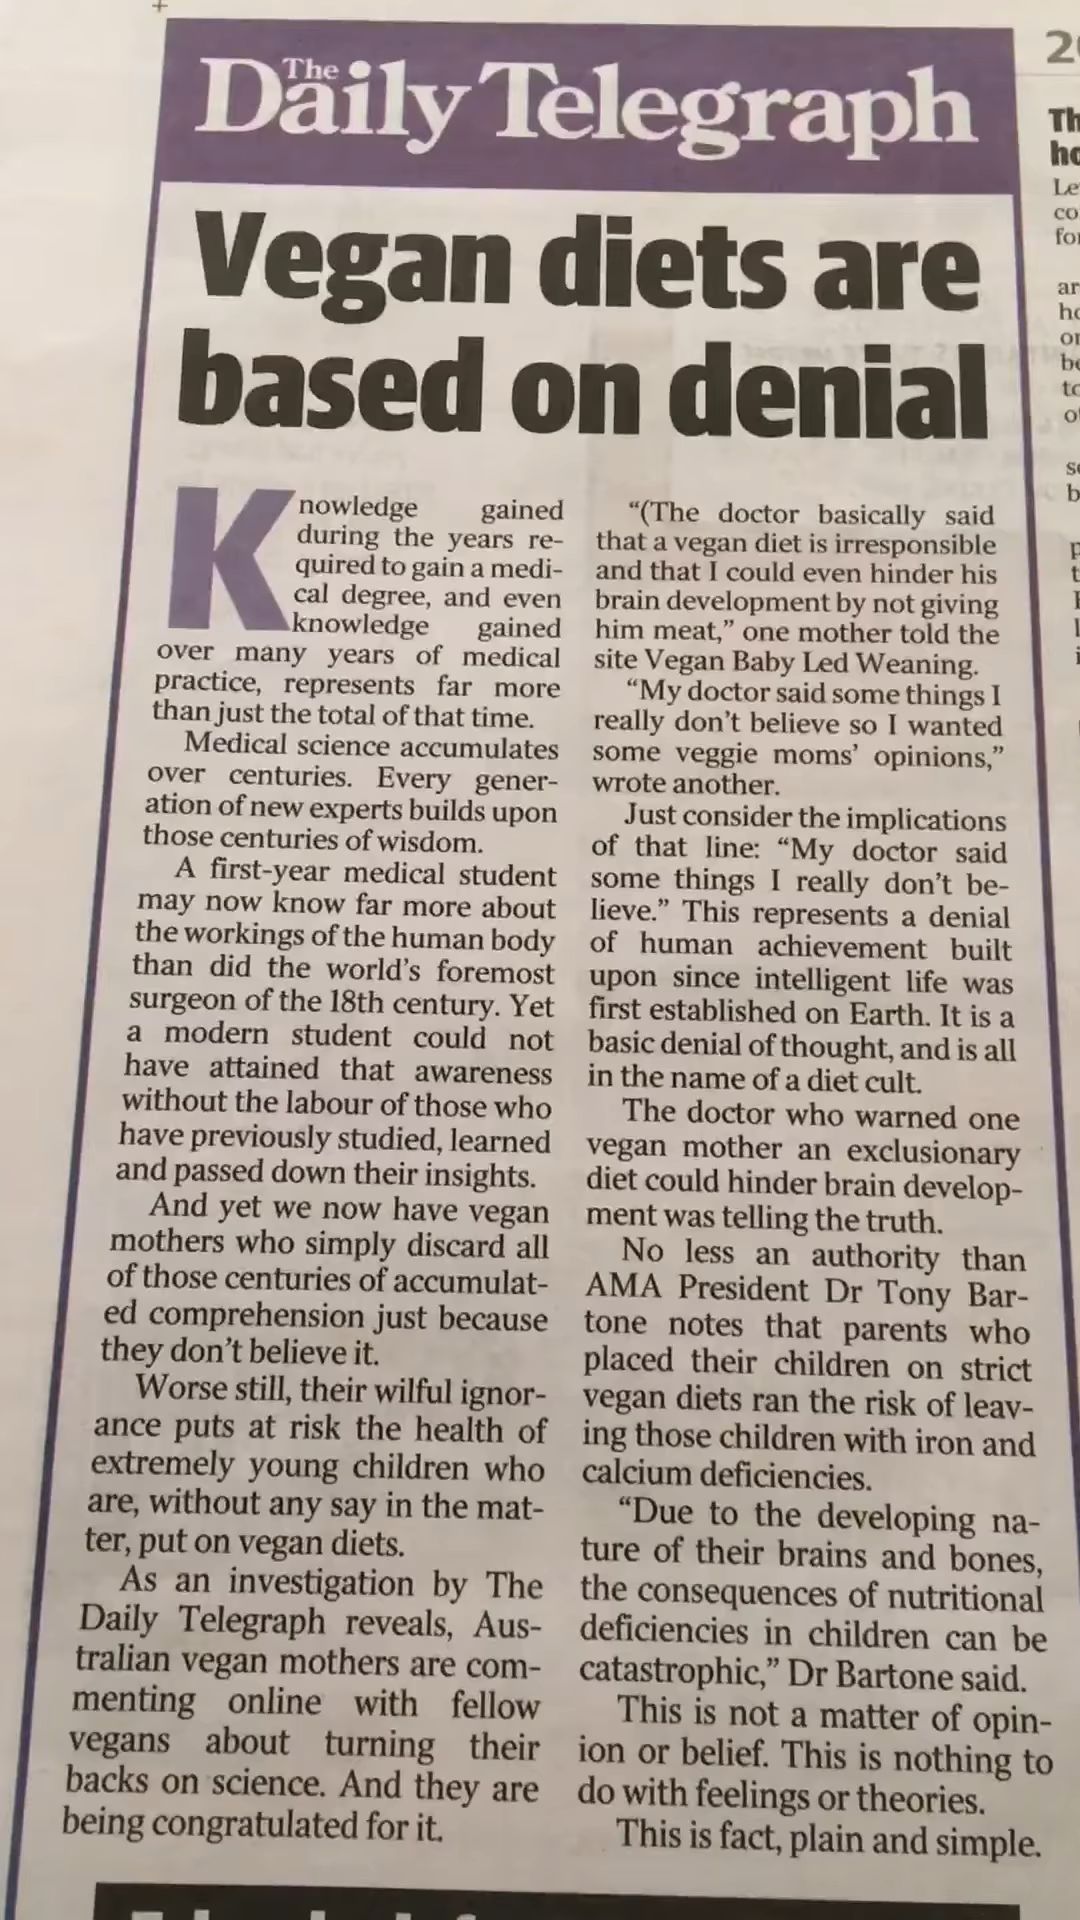 The
Daily Telegraph
Vegan diets are
based on denial
Knowledge gained
during the years re-
quired to gain a medi-
cal degree, and even
knowledge gained
over many years of medical
practice, represents far more
than just the total of that time.
Medical science accumulates
over centuries. Every gener-
ation of new experts builds upon
those centuries of wisdom.
A first-year medical student
may now know far more about
the workings of the human body
than did the world's foremost
surgeon of the 18th century. Yet
a modern student could not
have attained that awareness
without the labour of those who
have previously studied, learned
and passed down their insights.
And yet we now have vegan
mothers who simply discard all
of those centuries of accumulat-
ed comprehension just because
they don't believe it.
Worse still, their wilful ignor-
ance puts at risk the health of
extremely young children who
are, without any say in the mat-
ter, put on vegan diets.
As an investigation by The
Daily Telegraph reveals, Aus-
tralian vegan mothers are com-
menting online with fellow
vegans about turning their
backs on science. And they are
being congratulated for it.
"(The doctor basically said
that a vegan diet is irresponsible
and that I could even hinder his
brain development by not giving
him meat," one mother told the
site Vegan Baby Led Weaning.
"My doctor said some things I
really don't believe so I wanted
some veggie moms' opinions,"
wrote another.
Just consider the implications
of that line: "My doctor said
some things I really don't be-
lieve." This represents a denial
of human achievement built
upon since intelligent life was
first established on Earth. It is a
basic denial of thought, and is all
in the name of a diet cult.
The doctor who warned one
vegan mother an exclusionary
diet could hinder brain develop-
ment was telling the truth.
No less an authority than
AMA President Dr Tony Bar-
tone notes that parents who
placed their children on strict
vegan diets ran the risk of leav-
ing those children with iron and
calcium deficiencies.
"Due to the developing na-
ture of their brains and bones,
the consequences of nutritional
deficiencies in children can be
catastrophic," Dr Bartone said.
This is not a matter of opin-
ion or belief. This is nothing to
do with feelings or theories.
This is fact, plain and simple.